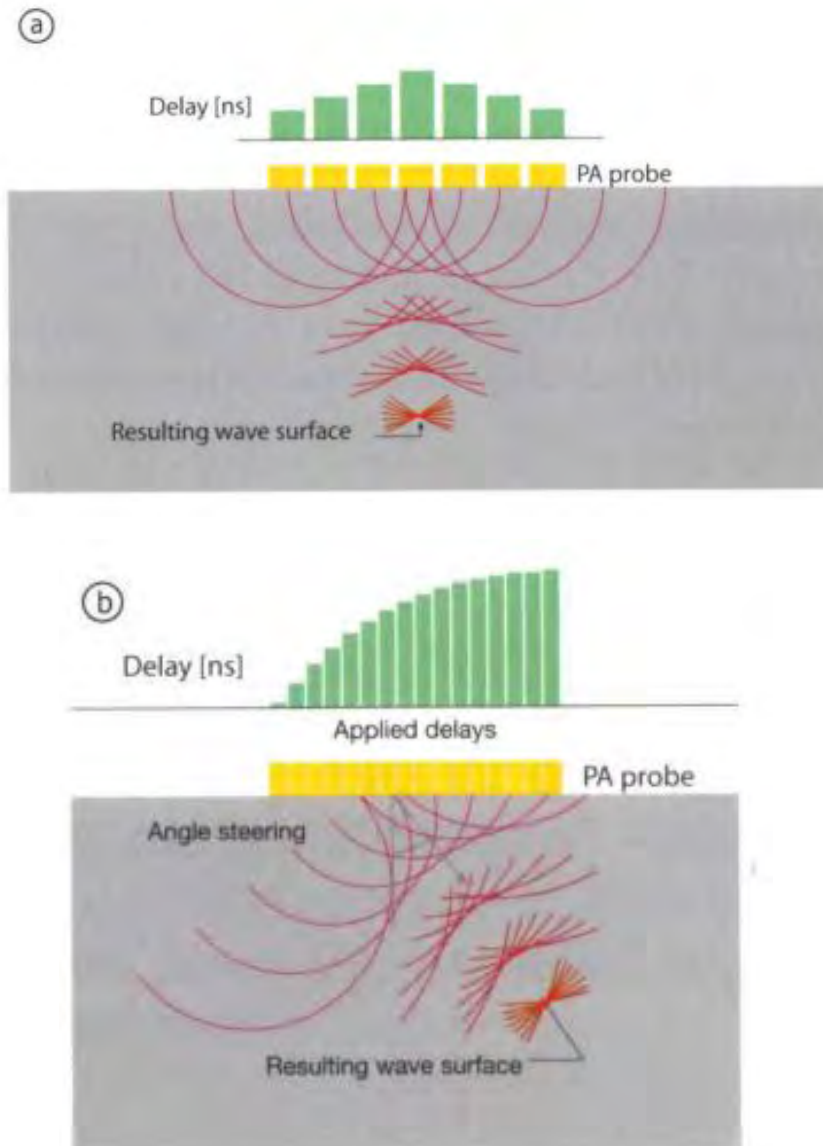 a
Delay [ns]
PA probe
Resulting wave surface
b
Delay [ns]
Applied delays
PA probe
Angle steering
Resulting wave surface